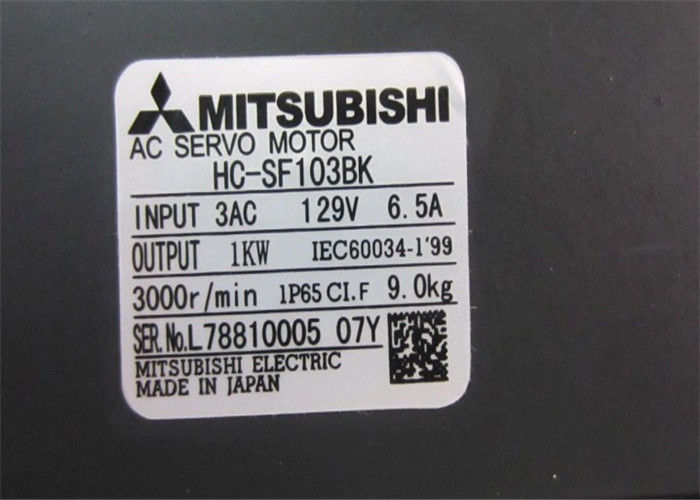 MITSUBISHI
AC SERVO MOTOR
HC-SF103BK
INPUT 3AC 129V 6.5A
OUTPUT 1KW IEC60034-1'99
3000r/min 1P65 CI.F 9.0kg
SER.No.L78810005 07Y
MITSUBISHI ELECTRIC
MADE IN JAPAN